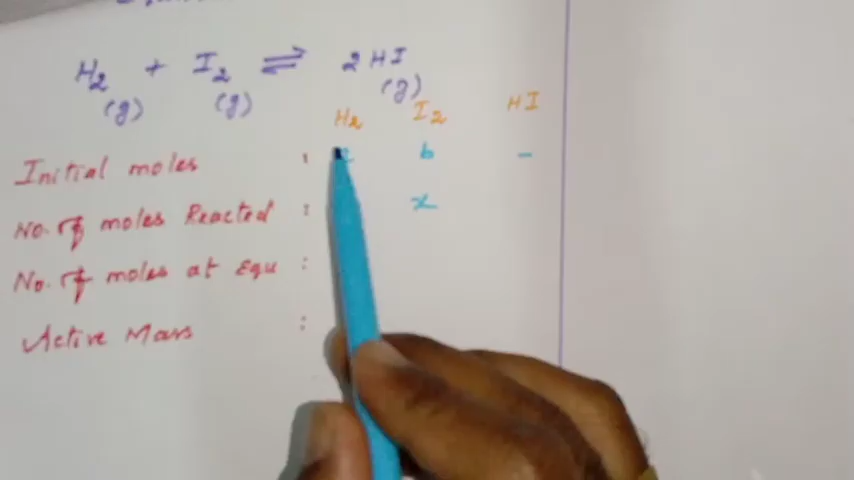 H2 + I2 ⇌ 2HI
(g) (g) (g)
H2 I2 HI
Initial moles : b –
No. of moles Reacted : x
No. of moles at Equ :
Active Mass :